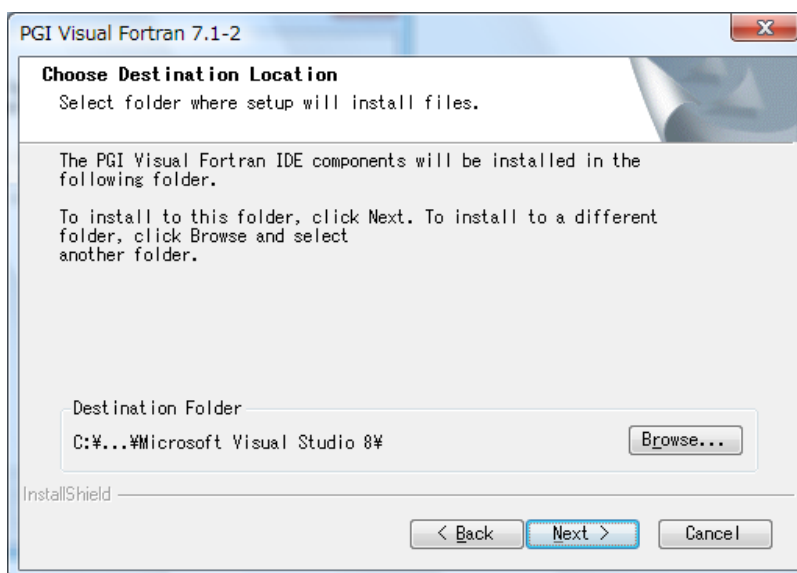 PGI Visual Fortran 7.1-2
Choose Destination Location
Select folder where setup will install files.
The PGI Visual Fortran IDE components will be installed in the
following folder.
To install to this folder, click Next. To install to a different
folder, click Browse and select
another folder.
Destination Folder
C:¥...¥Microsoft Visual Studio 8¥
Browse...
InstallShield
< Back
Next >
Cancel